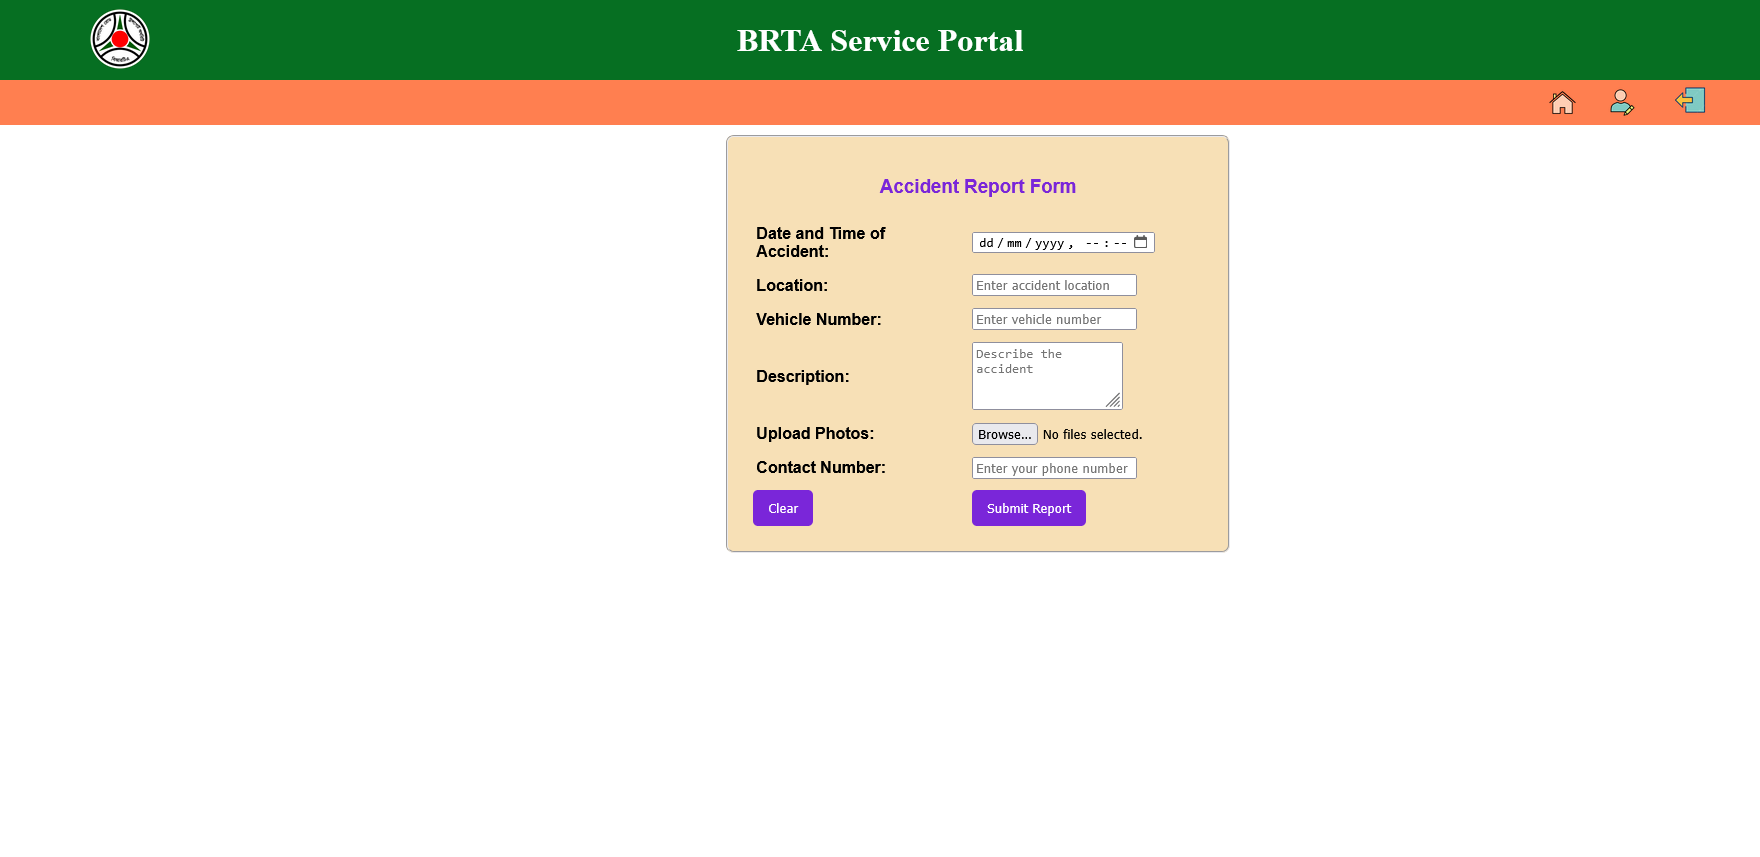 BRTA Service Portal
Accident Report Form
Date and Time of
Accident:
dd/mm/yyyy, --:--
Location:
Enter accident location
Vehicle Number:
Enter vehicle number
Description:
Describe the
accident
Upload Photos:
Browse... No files selected.
Contact Number:
Enter your phone number
Clear
Submit Report